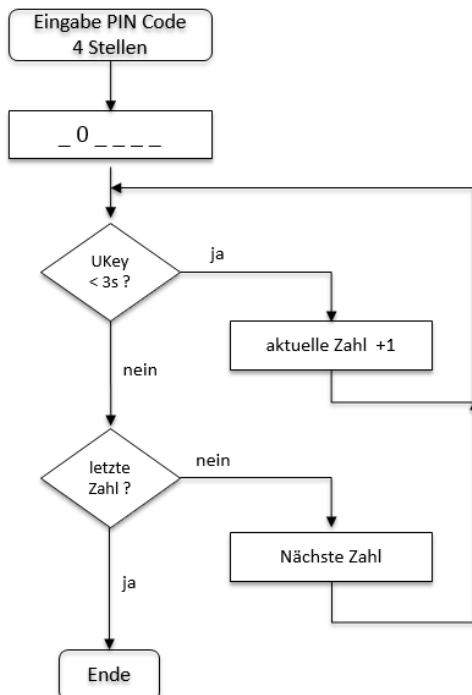 Eingabe PIN Code
4 Stellen
_ 0 _ _ _ _
UKey
< 3s ?
ja
aktuelle Zahl +1
nein
letzte
Zahl ?
nein
Nächste Zahl
ja
Ende